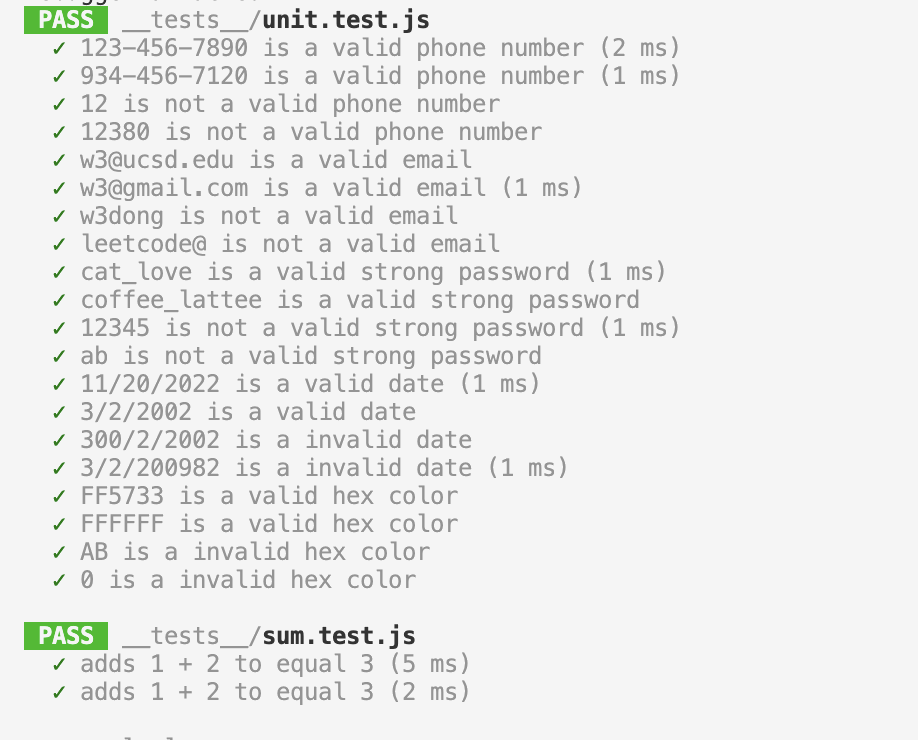 PASS __tests__/unit.test.js
✓ 123-456-7890 is a valid phone number (2 ms)
✓ 934-456-7120 is a valid phone number (1 ms)
✓ 12 is not a valid phone number
✓ 12380 is not a valid phone number
✓ w3@ucsd.edu is a valid email
✓ w3@gmail.com is a valid email (1 ms)
✓ w3dong is not a valid email
✓ leetcode@ is not a valid email
✓ cat_love is a valid strong password (1 ms)
✓ coffee_lattee is a valid strong password
✓ 12345 is not a valid strong password (1 ms)
✓ ab is not a valid strong password
✓ 11/20/2022 is a valid date (1 ms)
✓ 3/2/2002 is a valid date
✓ 300/2/2002 is a invalid date
✓ 3/2/200982 is a invalid date (1 ms)
✓ FF5733 is a valid hex color
✓ FFFFFF is a valid hex color
✓ AB is a invalid hex color
✓ 0 is a invalid hex color
PASS __tests__/sum.test.js
✓ adds 1 + 2 to equal 3 (5 ms)
✓ adds 1 + 2 to equal 3 (2 ms)